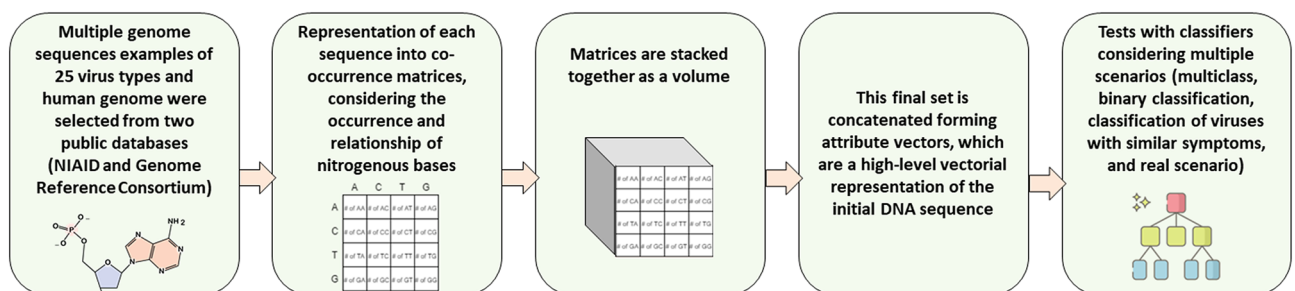 Multiple genome
sequences examples of
25 virus types and
human genome were
selected from two
public databases
(NIAID and Genome
Reference Consortium)
NH2
N
N
N
N
O
P
O
O
O
O
Representation of each
sequence into co-
occurrence matrices,
considering the
occurrence and
relationship of
nitrogenous bases
A C T G
A # of AA # of AC # of AT # of AG
C # of CA # of CC # of CT # of CG
T # of TA # of TC # of TT # of TG
G # of GA # of GC # of GT # of GG
Matrices are stacked
together as a volume
# of AA # of AC # of AT # of AG
# of CA # of CC # of CT # of CG
# of TA # of TC # of TT # of TG
# of GA # of GC # of GT # of GG
This final set is
concatenated forming
attribute vectors, which
are a high-level vectorial
representation of the
initial DNA sequence
Tests with classifiers
considering multiple
scenarios (multiclass,
binary classification,
classification of viruses
with similar symptoms,
and real scenario)